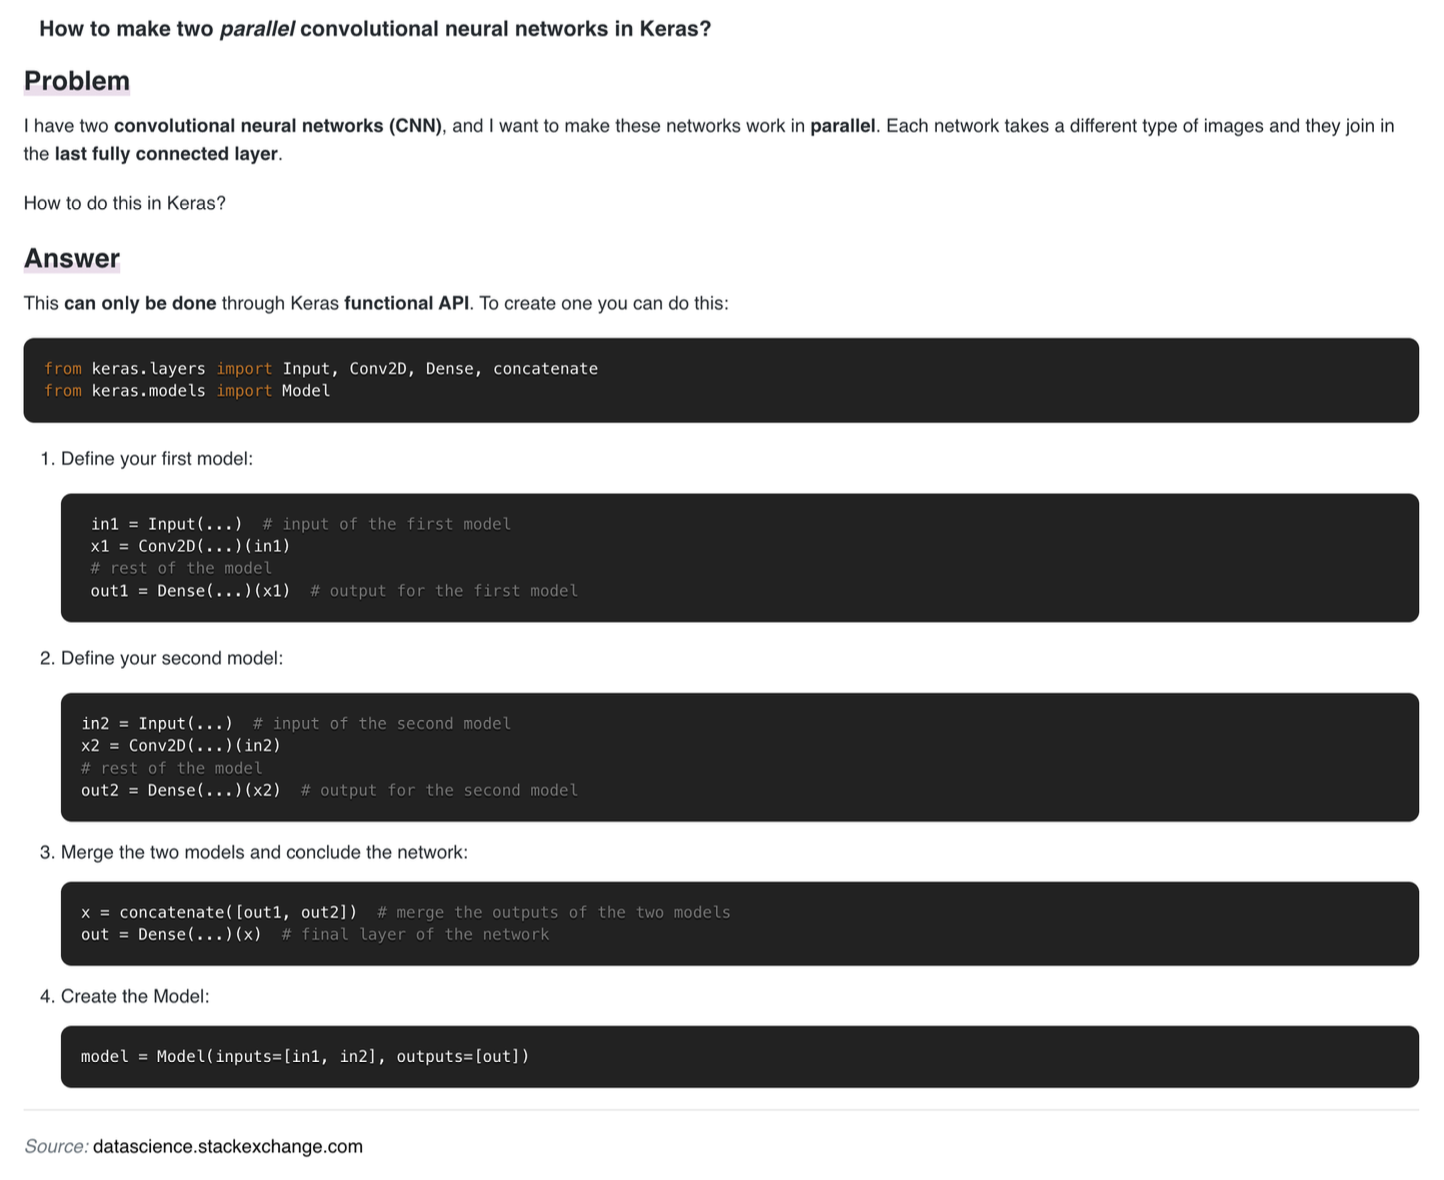 How to make two parallel convolutional neural networks in Keras?
Problem
I have two convolutional neural networks (CNN), and I want to make these networks work in parallel. Each network takes a different type of images and they join in
the last fully connected layer.
How to do this in Keras?
Answer
This can only be done through Keras functional API. To create one you can do this:
from keras.layers import Input, Conv2D, Dense, concatenate
from keras.models import Model
1. Define your first model:
in1 = Input(...)  # input of the first model
x1 = Conv2D(...)(in1)
# rest of the model
out1 = Dense(...)(x1)  # output for the first model
2. Define your second model:
in2 = Input(...)  # input of the second model
x2 = Conv2D(...)(in2)
# rest of the model
out2 = Dense(...)(x2)  # output for the second model
3. Merge the two models and conclude the network:
x = concatenate([out1, out2])  # merge the outputs of the two models
out = Dense(...)(x)  # final layer of the network
4. Create the Model:
model = Model(inputs=[in1, in2], outputs=[out])
Source: datascience.stackexchange.com